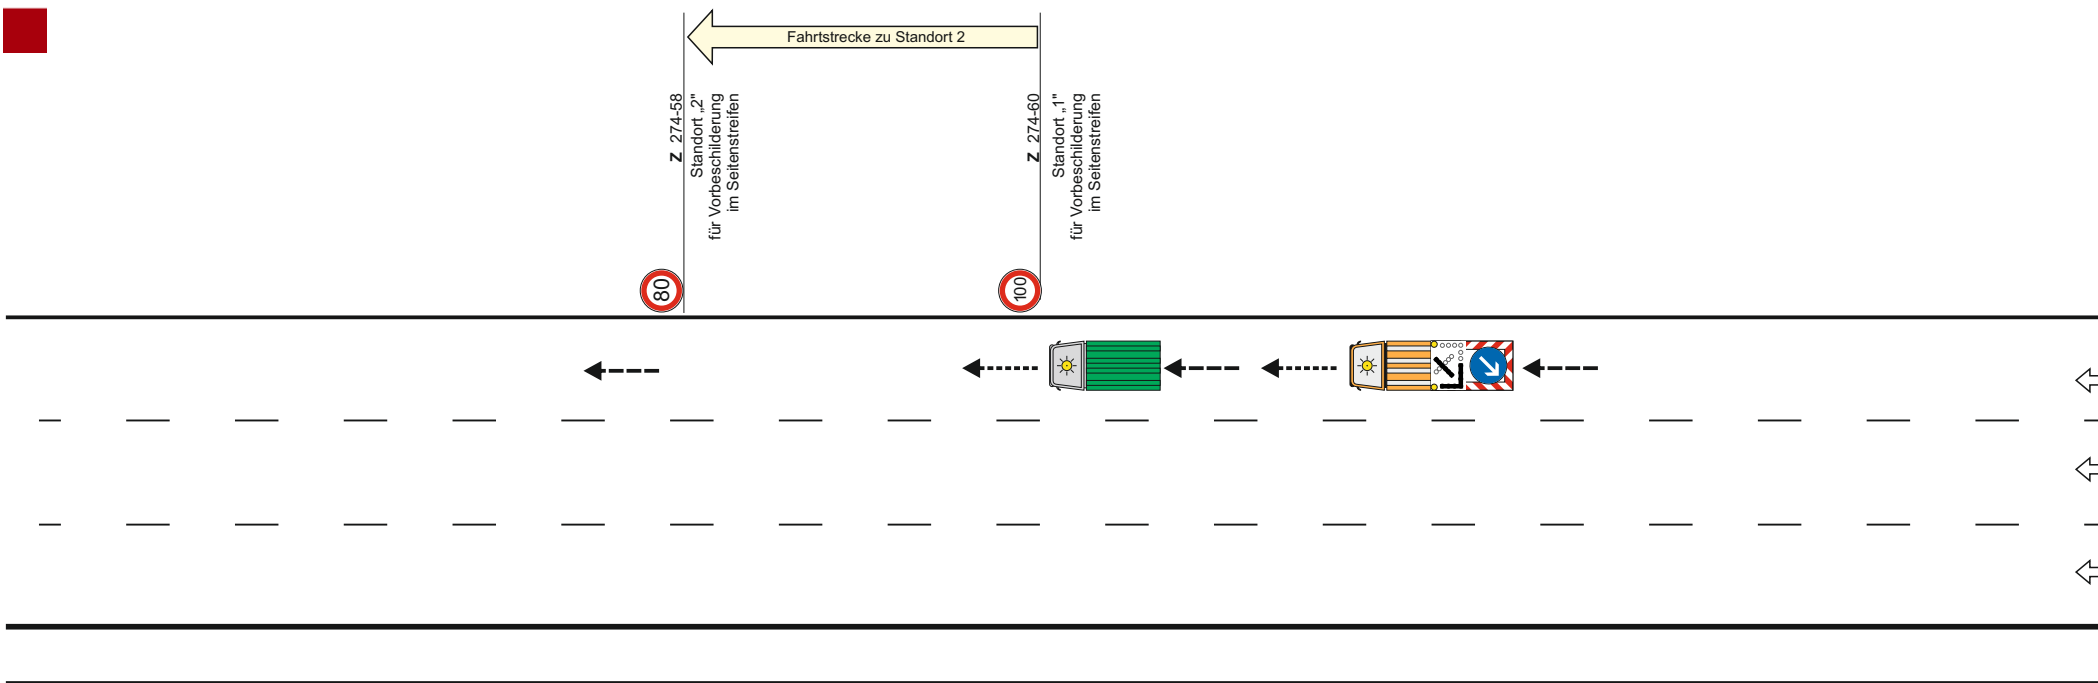 Fahrtstrecke zu Standort 2
Z 274-58
Standort „2"
für Vorbeschilderung
im Seitenstreifen
Z 274-60
Standort „1"
für Vorbeschilderung
im Seitenstreifen
80
100